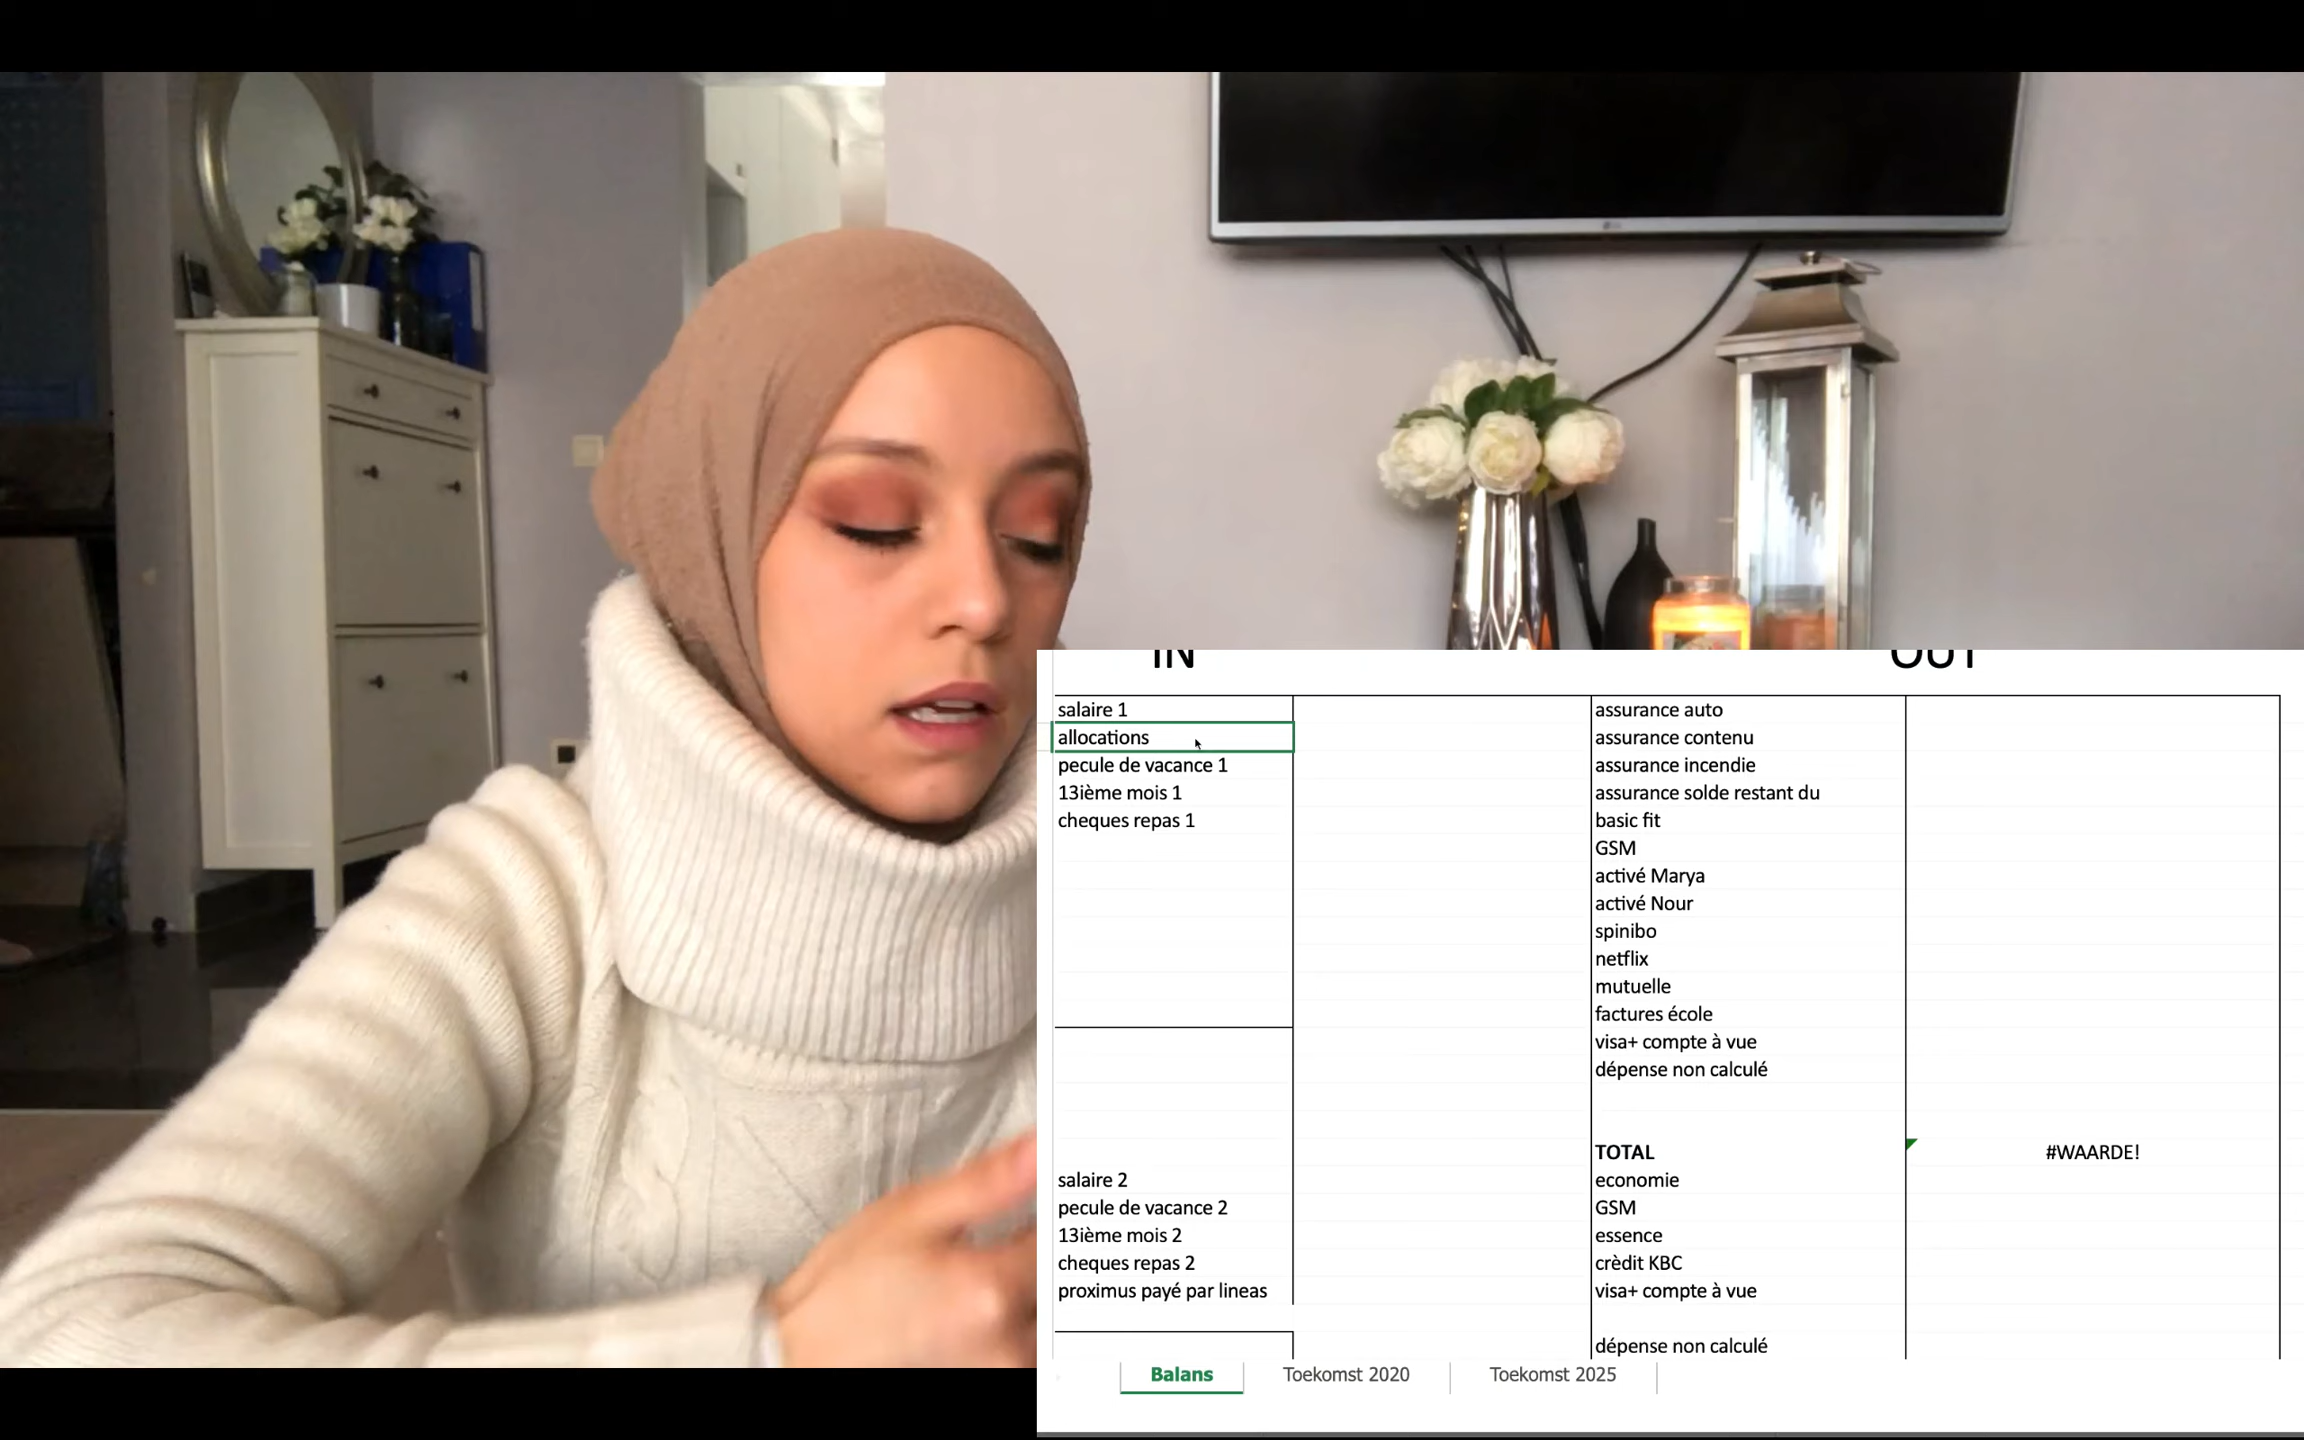 IN
OUT
salaire 1
assurance auto
allocations
assurance contenu
pecule de vacance 1
assurance incendie
13ième mois 1
assurance solde restant du
cheques repas 1
basic fit
GSM
activé Marya
activé Nour
spinibo
netflix
mutuelle
factures école
visa+ compte à vue
dépense non calculé
TOTAL
#WAARDE!
salaire 2
economie
pecule de vacance 2
GSM
13ième mois 2
essence
cheques repas 2
crèdit KBC
proximus payé par lineas
visa+ compte à vue
dépense non calculé
Balans
Toekomst 2020
Toekomst 2025